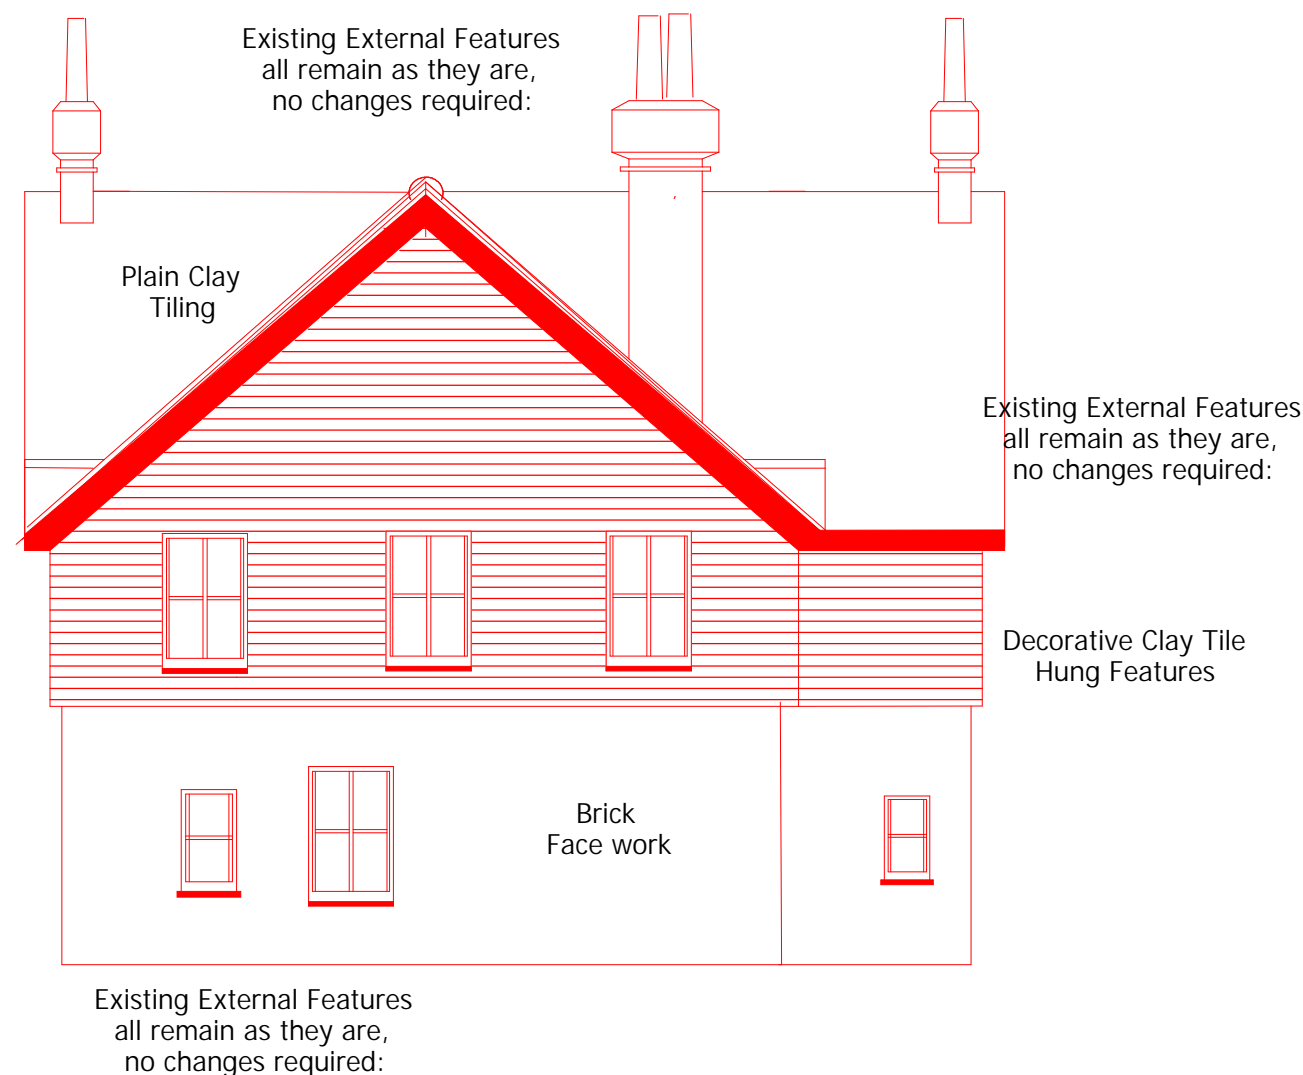 Existing External Features
all remain as they are,
no changes required:
Plain Clay
Tiling
Existing External Features
all remain as they are,
no changes required:
Decorative Clay Tile
Hung Features
Brick
Face work
Existing External Features
all remain as they are,
no changes required: